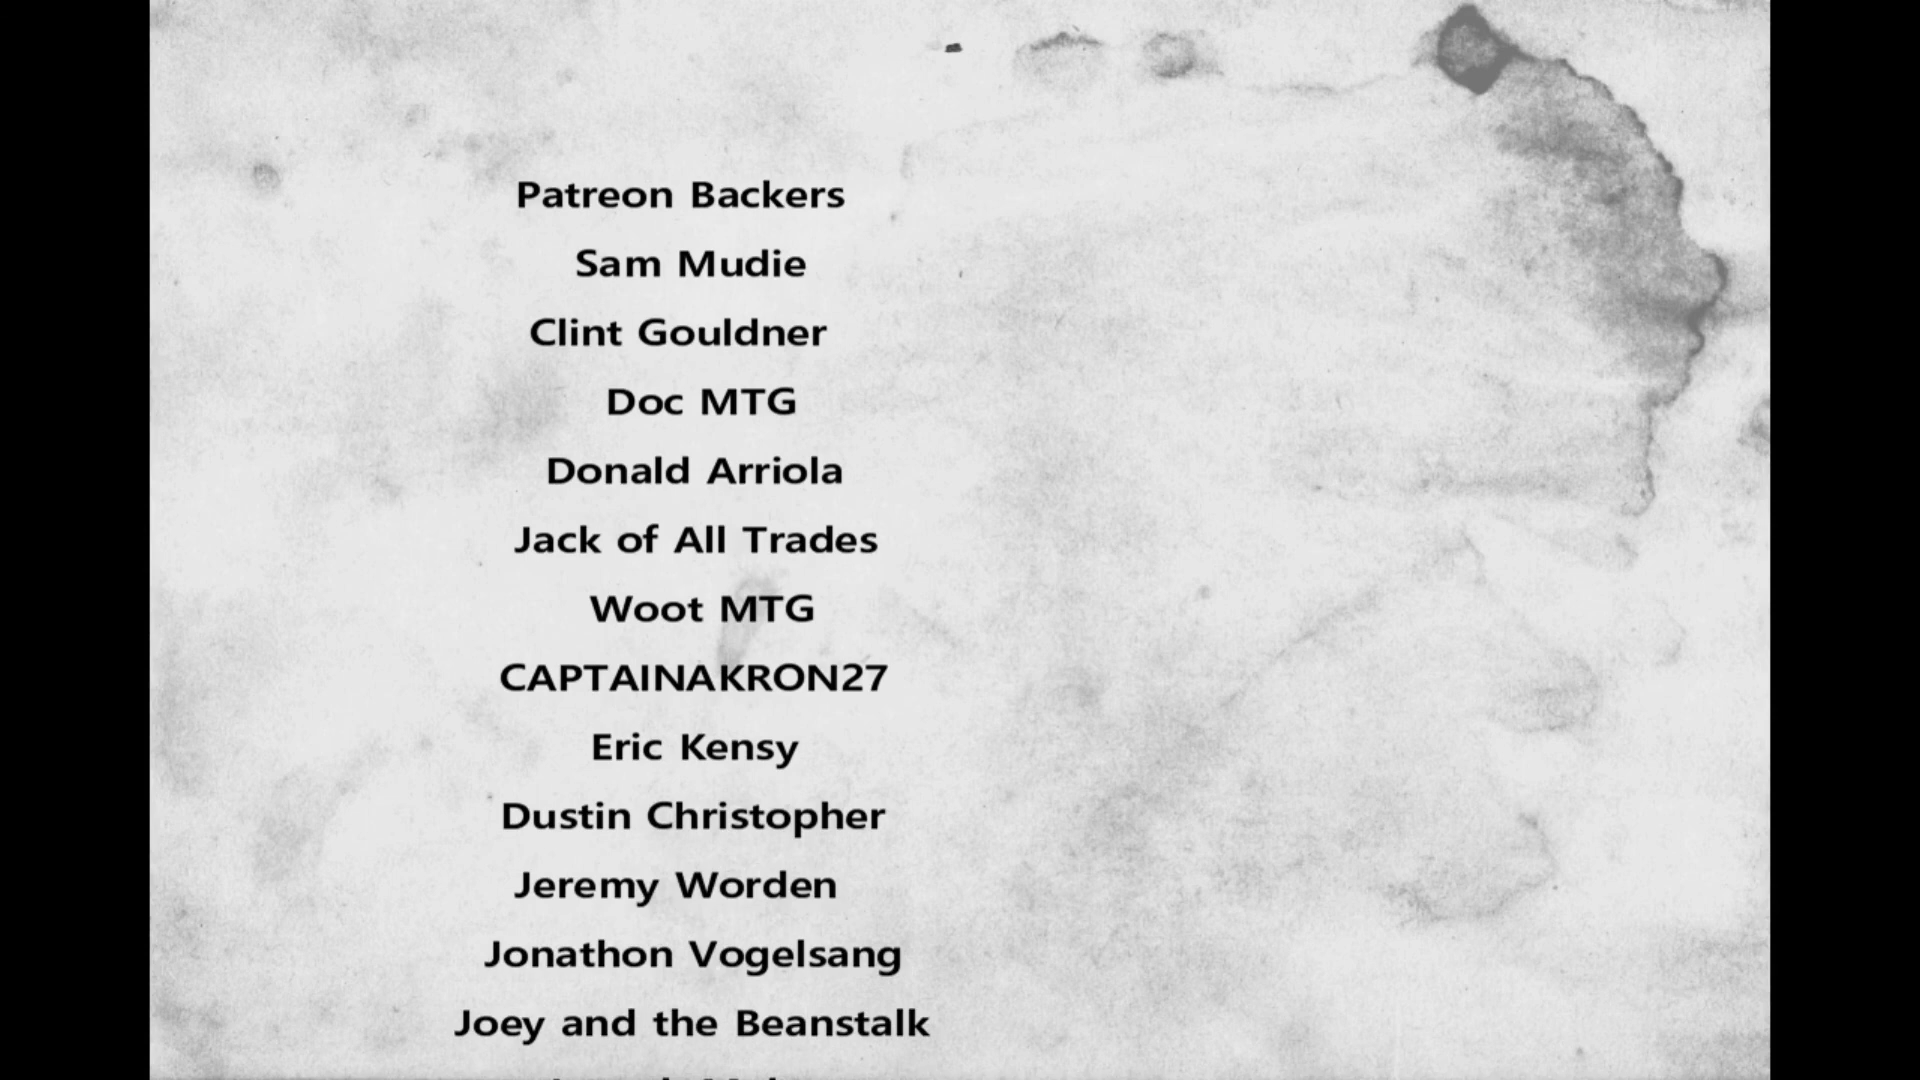 Patreon Backers
Sam Mudie
Clint Gouldner
Doc MTG
Donald Arriola
Jack of All Trades
Woot MTG
CAPTAINAKRON27
Eric Kensy
Dustin Christopher
Jeremy Worden
Jonathon Vogelsang
Joey and the Beanstalk